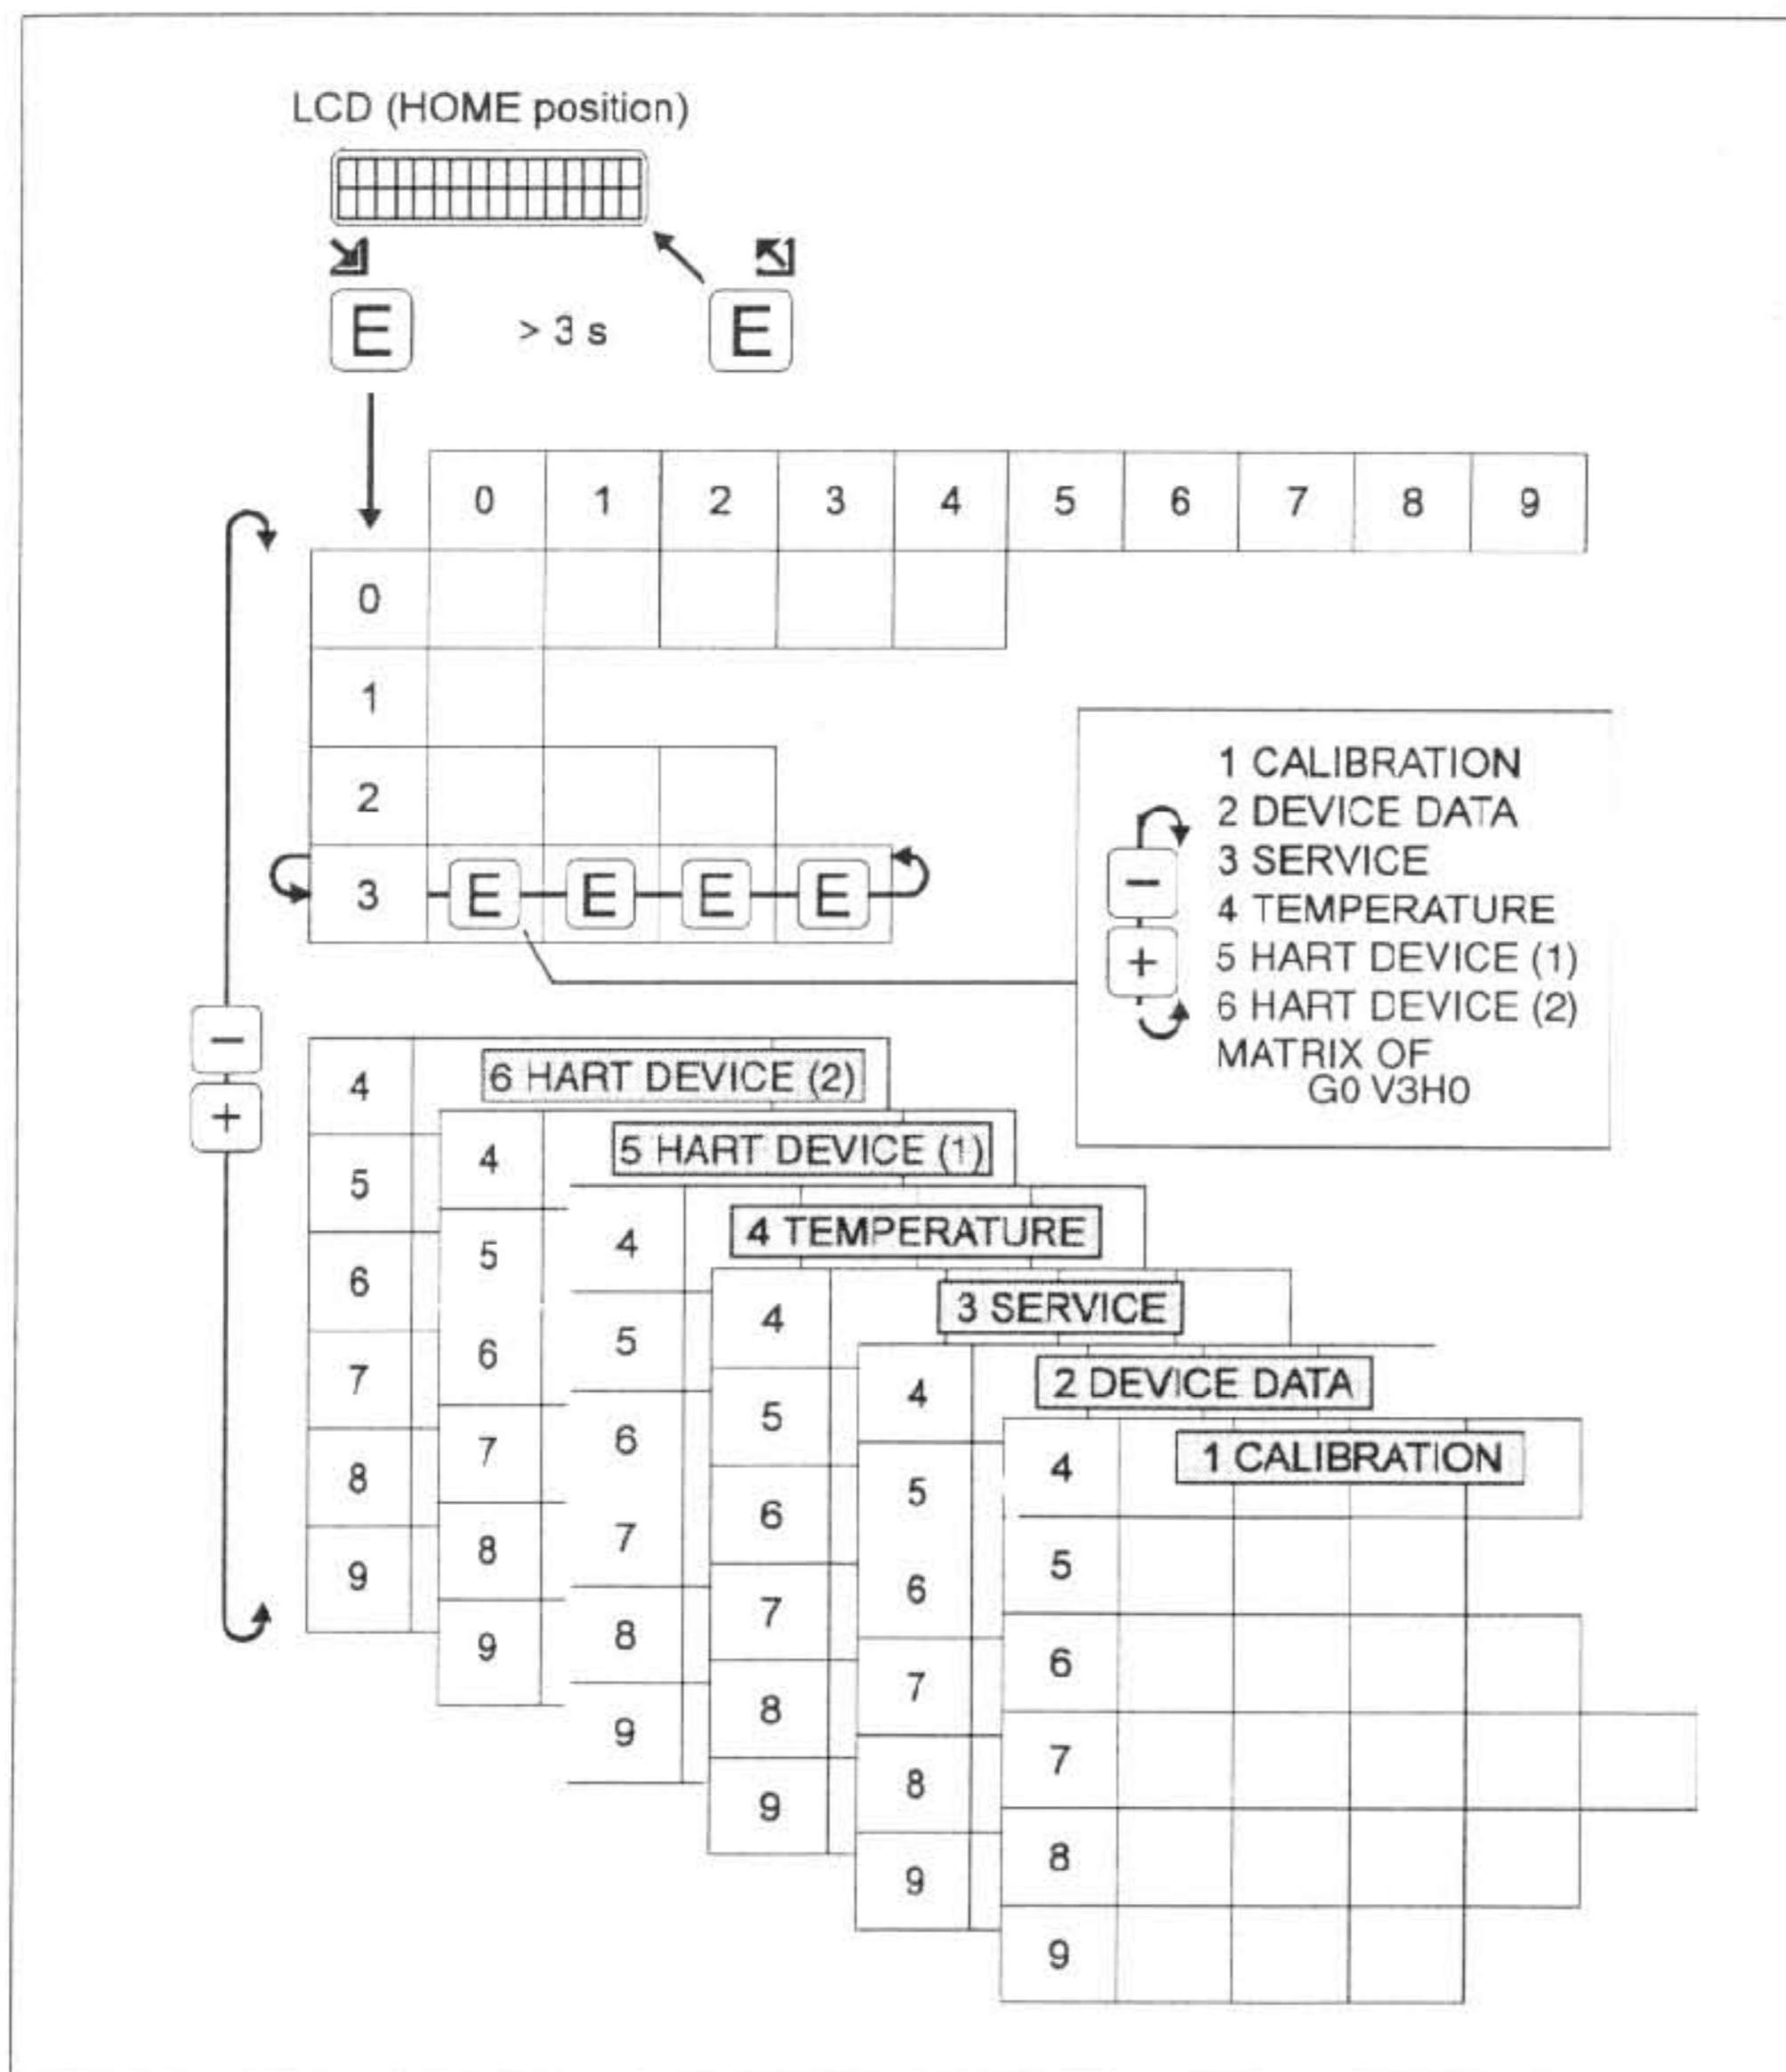 LCD (HOME position)
E > 3 s E
0 1 2 3 4 5 6 7 8 9
0
1
2
3 E E E E
1 CALIBRATION
2 DEVICE DATA
3 SERVICE
4 TEMPERATURE
5 HART DEVICE (1)
6 HART DEVICE (2)
MATRIX OF
G0 V3H0
−
+
−
+
6 HART DEVICE (2)
4
5
6
7
8
9
5 HART DEVICE (1)
4
5
6
7
8
9
4 TEMPERATURE
4
5
6
7
8
9
3 SERVICE
4
5
6
7
8
9
2 DEVICE DATA
4
5
6
7
8
9
1 CALIBRATION
4
5
6
7
8
9